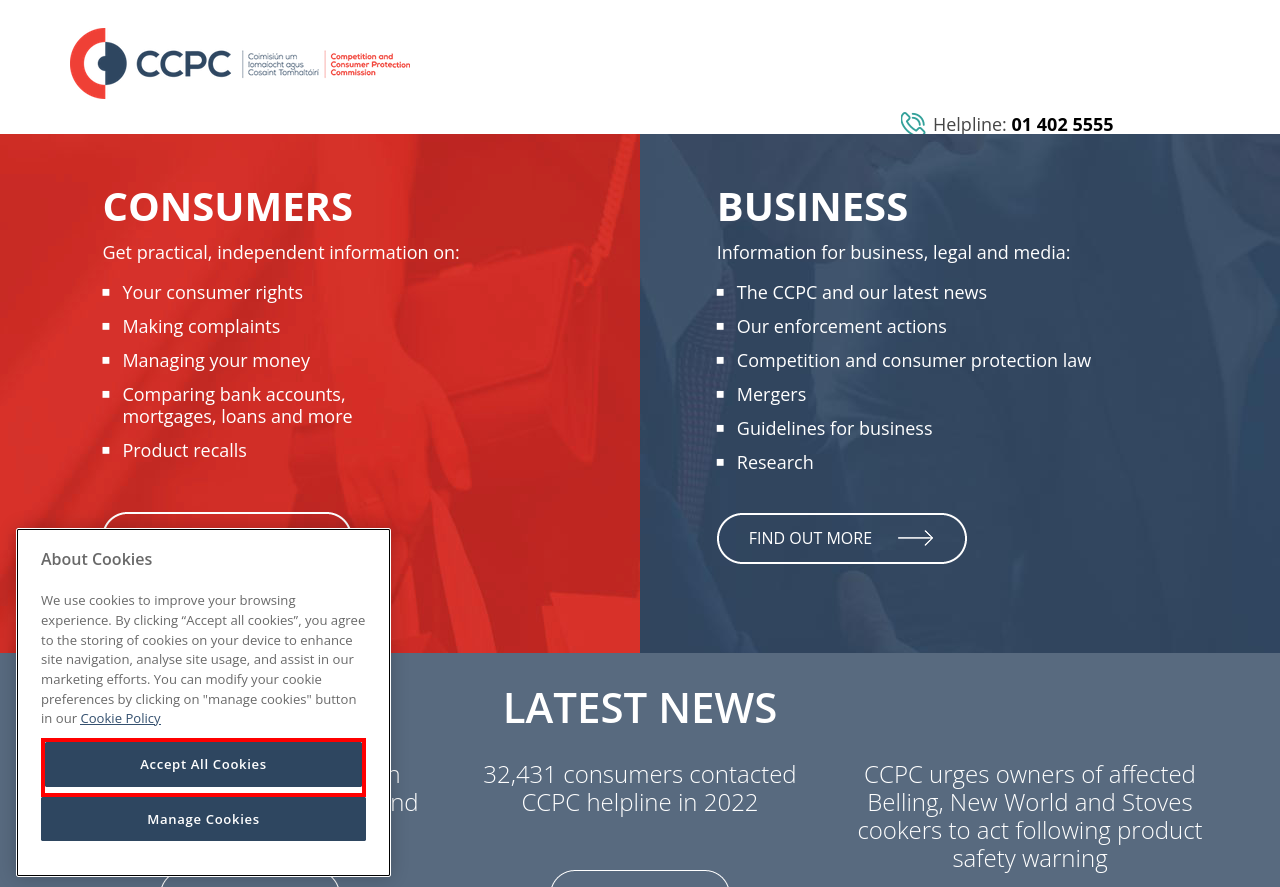 CCPC
Coimisiún um
Iomaíocht agus
Cosaint Tomhaltóirí
Competition and
Consumer Protection
Commission
Helpline: 01 402 5555
CONSUMERS
Get practical, independent information on:
Your consumer rights
Making complaints
Managing your money
Comparing bank accounts,
mortgages, loans and more
Product recalls
BUSINESS
Information for business, legal and media:
The CCPC and our latest news
Our enforcement actions
Competition and consumer protection law
Mergers
Guidelines for business
Research
FIND OUT MORE
About Cookies
We use cookies to improve your browsing
experience. By clicking “Accept all cookies”, you agree
to the storing of cookies on your device to enhance
site navigation, analyse site usage, and assist in our
marketing efforts. You can modify your cookie
preferences by clicking on "manage cookies" button
in our Cookie Policy
Accept All Cookies
Manage Cookies
LATEST NEWS
32,431 consumers contacted
CCPC helpline in 2022
CCPC urges owners of affected
Belling, New World and Stoves
cookers to act following product
safety warning